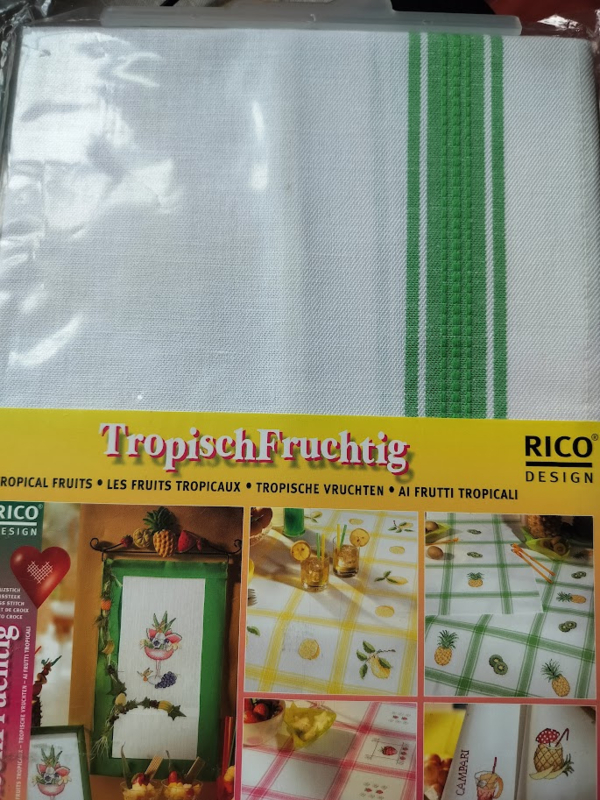 TropischFruchtig
RICO®
DESIGN
TROPICAL FRUITS • LES FRUITS TROPICAUX • TROPISCHE VRUCHTEN • AI FRUTTI TROPICALI
RICO
DESIGN
CAMPARI